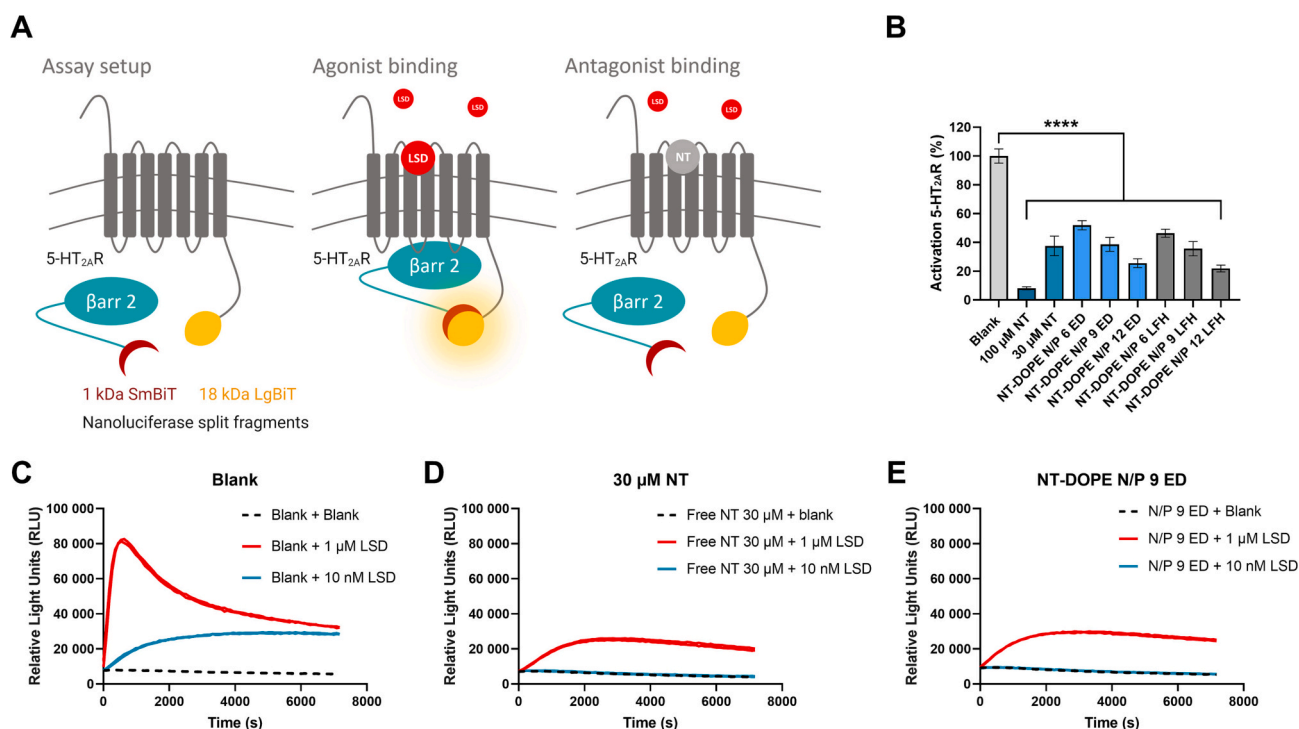 A
Assay setup
Agonist binding
Antagonist binding
LSD
LSD
LSD
LSD
LSD
NT
5-HT2AR
5-HT2AR
5-HT2AR
βarr 2
βarr 2
βarr 2
1 kDa SmBiT
18 kDa LgBiT
Nanoluciferase split fragments
B
****
Activation 5-HT2AR (%)
120
100
80
60
40
20
0
Blank
100 µM NT
30 µM NT
NT-DOPE N/P 6 ED
NT-DOPE N/P 9 ED
NT-DOPE N/P 12 ED
NT-DOPE N/P 6 LFH
NT-DOPE N/P 9 LFH
NT-DOPE N/P 12 LFH
C
Blank
Relative Light Units (RLU)
100 000
80 000
60 000
40 000
20 000
0
Blank + Blank
Blank + 1 µM LSD
Blank + 10 nM LSD
0 2000 4000 6000 8000
Time (s)
D
30 µM NT
Relative Light Units (RLU)
100 000
80 000
60 000
40 000
20 000
0
Free NT 30 µM + blank
Free NT 30 µM + 1 µM LSD
Free NT 30 µM + 10 nM LSD
0 2000 4000 6000 8000
Time (s)
E
NT-DOPE N/P 9 ED
Relative Light Units (RLU)
100 000
80 000
60 000
40 000
20 000
0
N/P 9 ED + Blank
N/P 9 ED + 1 µM LSD
N/P 9 ED + 10 nM LSD
0 2000 4000 6000 8000
Time (s)